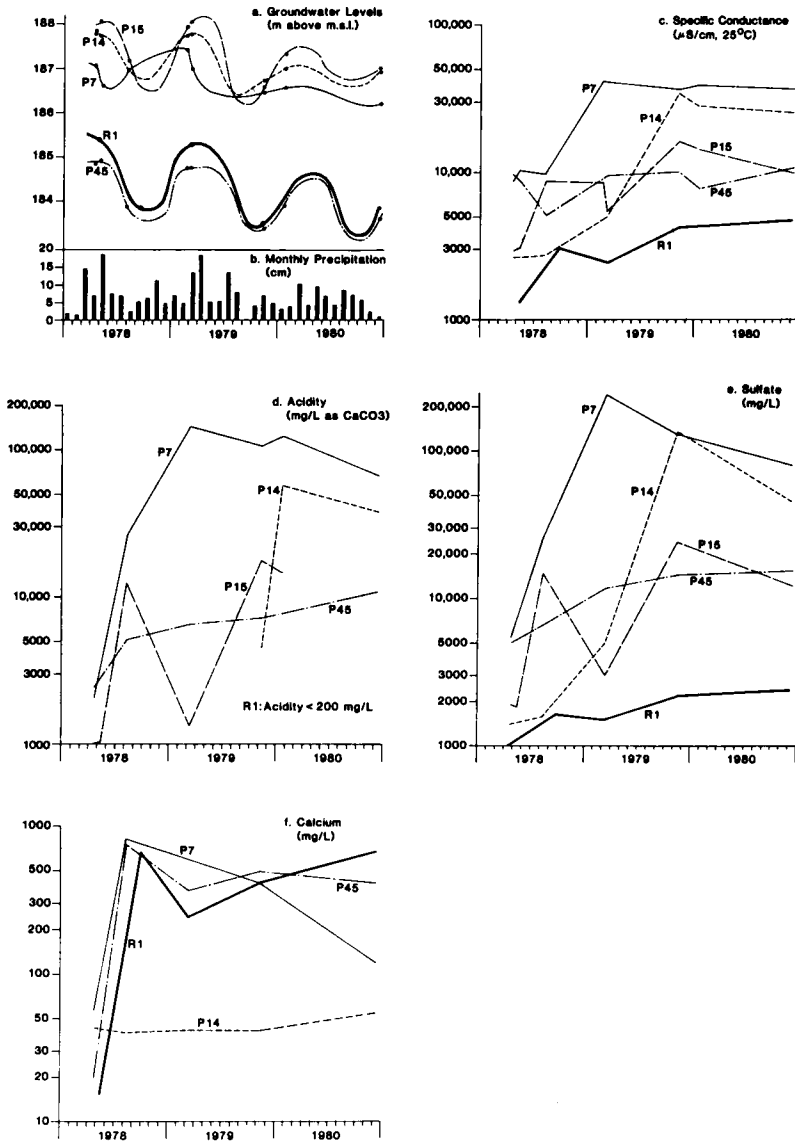 a. Groundwater Levels
(m above m.s.l.)
188
187
186
185
184
P15
P14
P7
R1
P45
b. Monthly Precipitation
(cm)
20
15
10
5
0
1978
1979
1980
c. Specific Conductance
(µS/cm, 25°C)
100,000
50,000
30,000
10,000
5000
3000
1000
P7
P14
P15
P45
R1
1978
1979
1980
d. Acidity
(mg/L as CaCO3)
200,000
100,000
50,000
30,000
10,000
5000
3000
1000
P7
P14
P15
P45
R1:Acidity < 200 mg/L
1978
1979
1980
e. Sulfate
(mg/L)
200,000
100,000
50,000
30,000
20,000
10,000
5000
3000
2000
1000
P7
P14
P15
P45
R1
1978
1979
1980
f. Calcium
(mg/L)
1000
500
300
200
100
50
30
20
10
P7
P45
R1
P14
1978
1979
1980